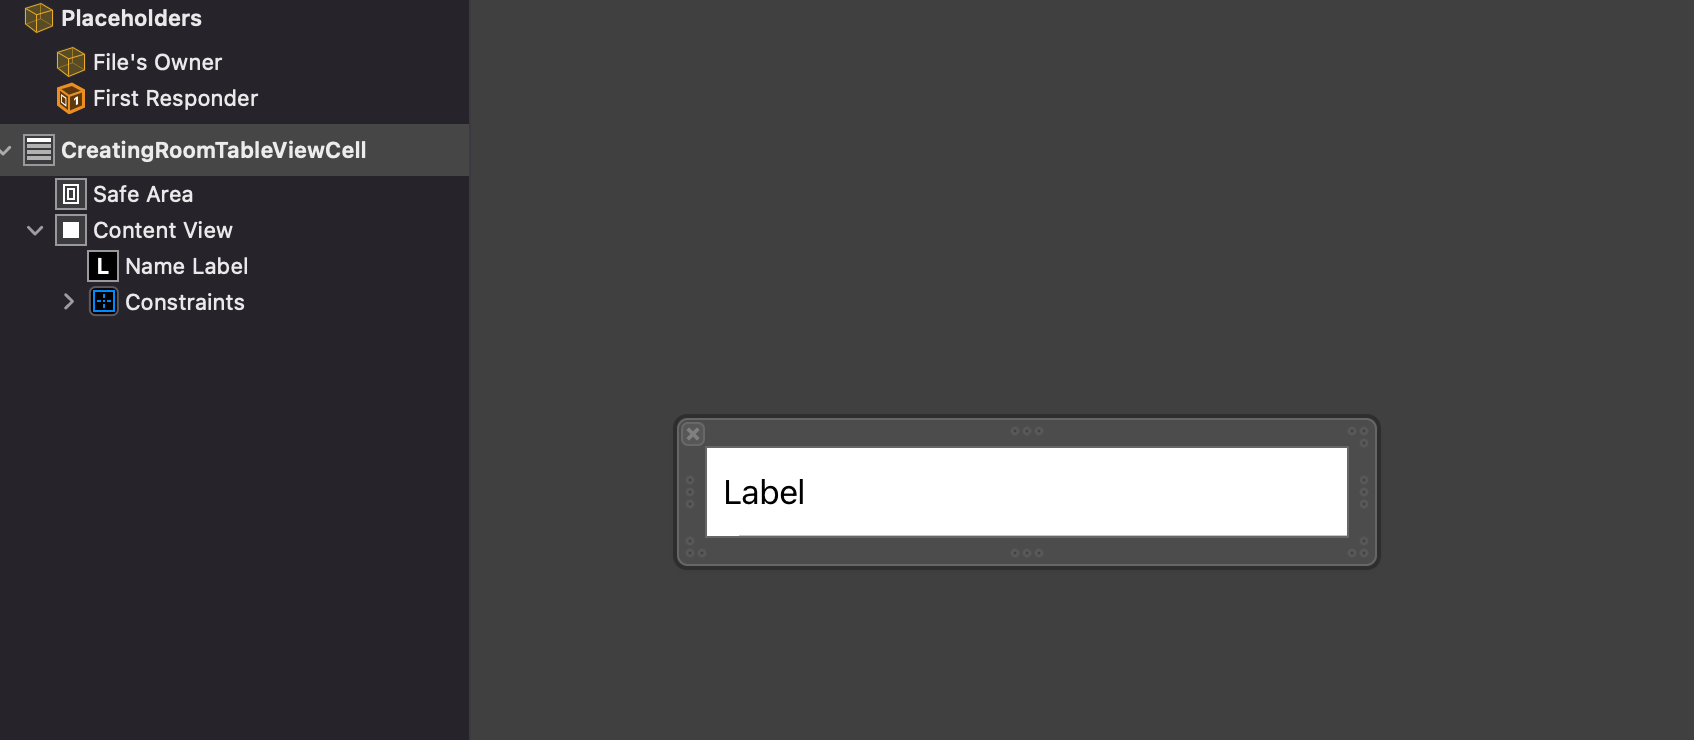 Placeholders
File's Owner
First Responder
CreatingRoomTableViewCell
Safe Area
Content View
L Name Label
Constraints
Label